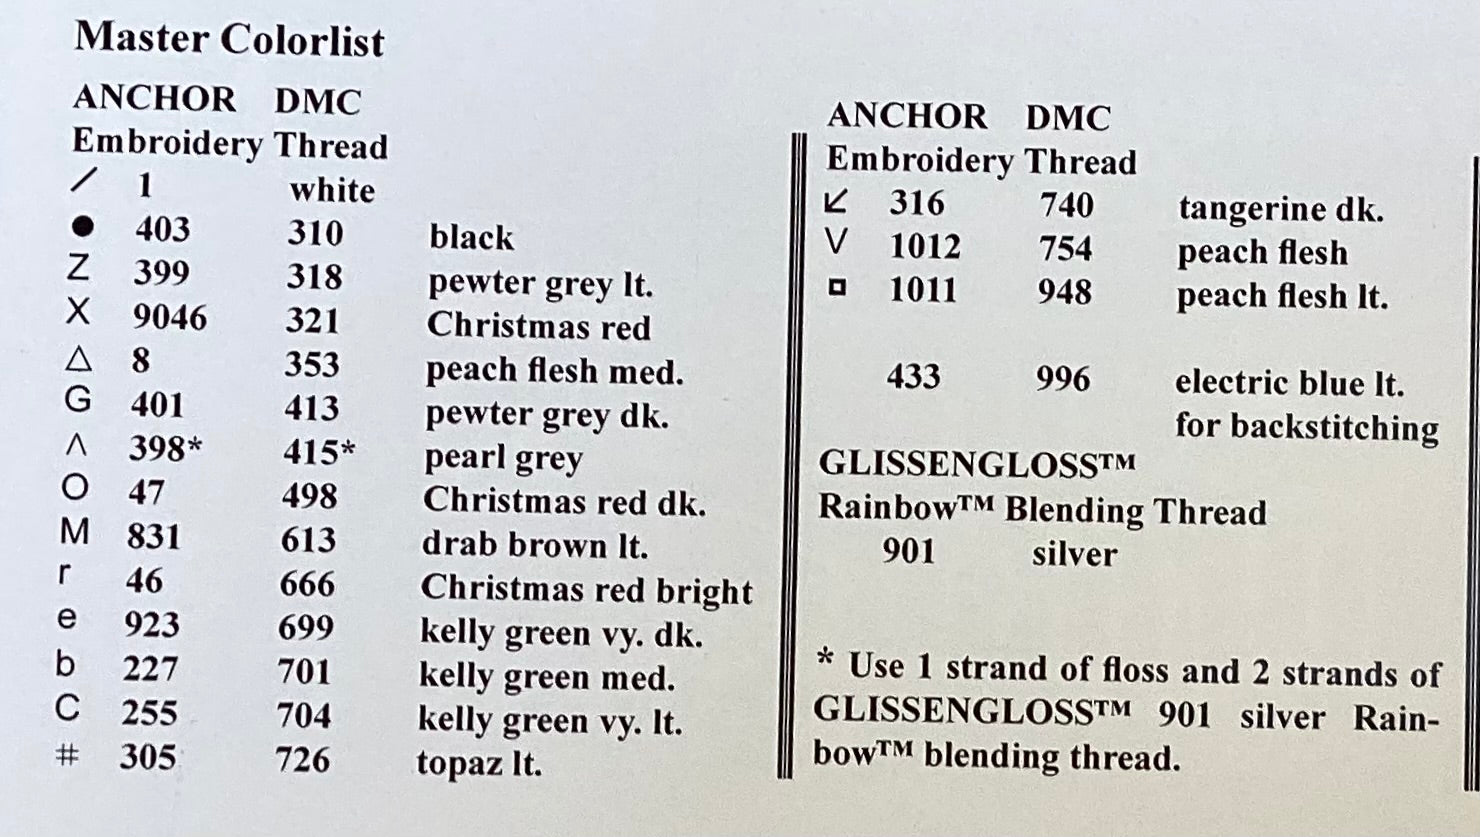 Master Colorlist
ANCHOR DMC
Embroidery Thread
/ 1 white
● 403 310 black
Z 399 318 pewter grey lt.
X 9046 321 Christmas red
△ 8 353 peach flesh med.
G 401 413 pewter grey dk.
^ 398* 415* pearl grey
O 47 498 Christmas red dk.
M 831 613 drab brown lt.
r 46 666 Christmas red bright
e 923 699 kelly green vy. dk.
b 227 701 kelly green med.
C 255 704 kelly green vy. lt.
# 305 726 topaz lt.
ANCHOR DMC
Embroidery Thread
↙ 316 740 tangerine dk.
V 1012 754 peach flesh
▫ 1011 948 peach flesh lt.
433 996 electric blue lt.
for backstitching
GLISSENGLOSS™
Rainbow™ Blending Thread
901 silver
* Use 1 strand of floss and 2 strands of
GLISSENGLOSS™ 901 silver Rain-
bow™ blending thread.